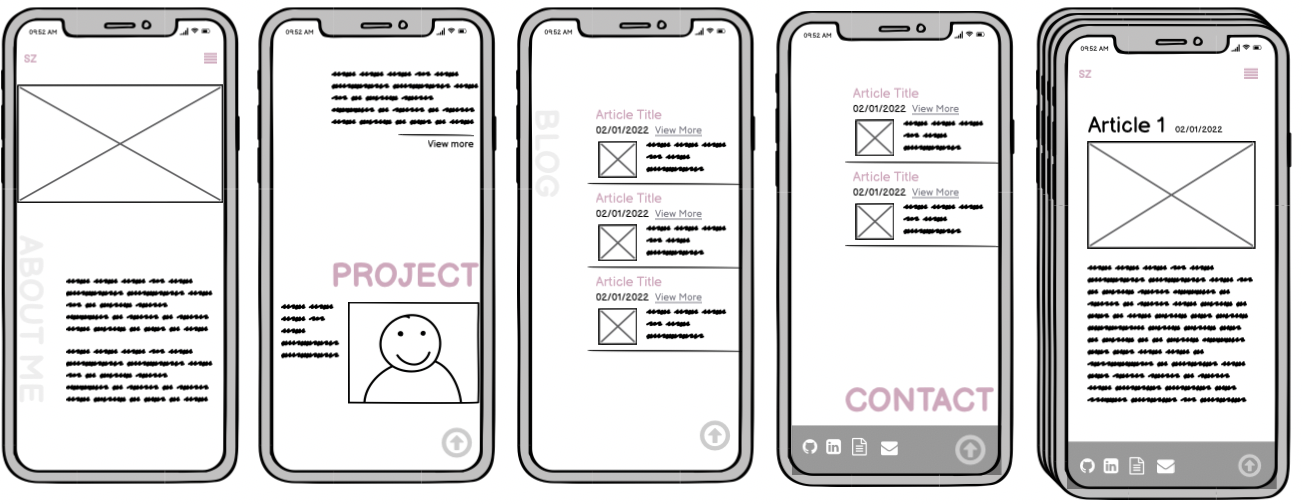 09:52 AM
SZ
ABOUT ME
09:52 AM
View more
PROJECT
09:52 AM
BLOG
Article Title
02/01/2022 View More
Article Title
02/01/2022 View More
Article Title
02/01/2022 View More
09:52 AM
Article Title
02/01/2022 View More
Article Title
02/01/2022 View More
CONTACT
in
09:52 AM
SZ
Article 1 02/01/2022
in